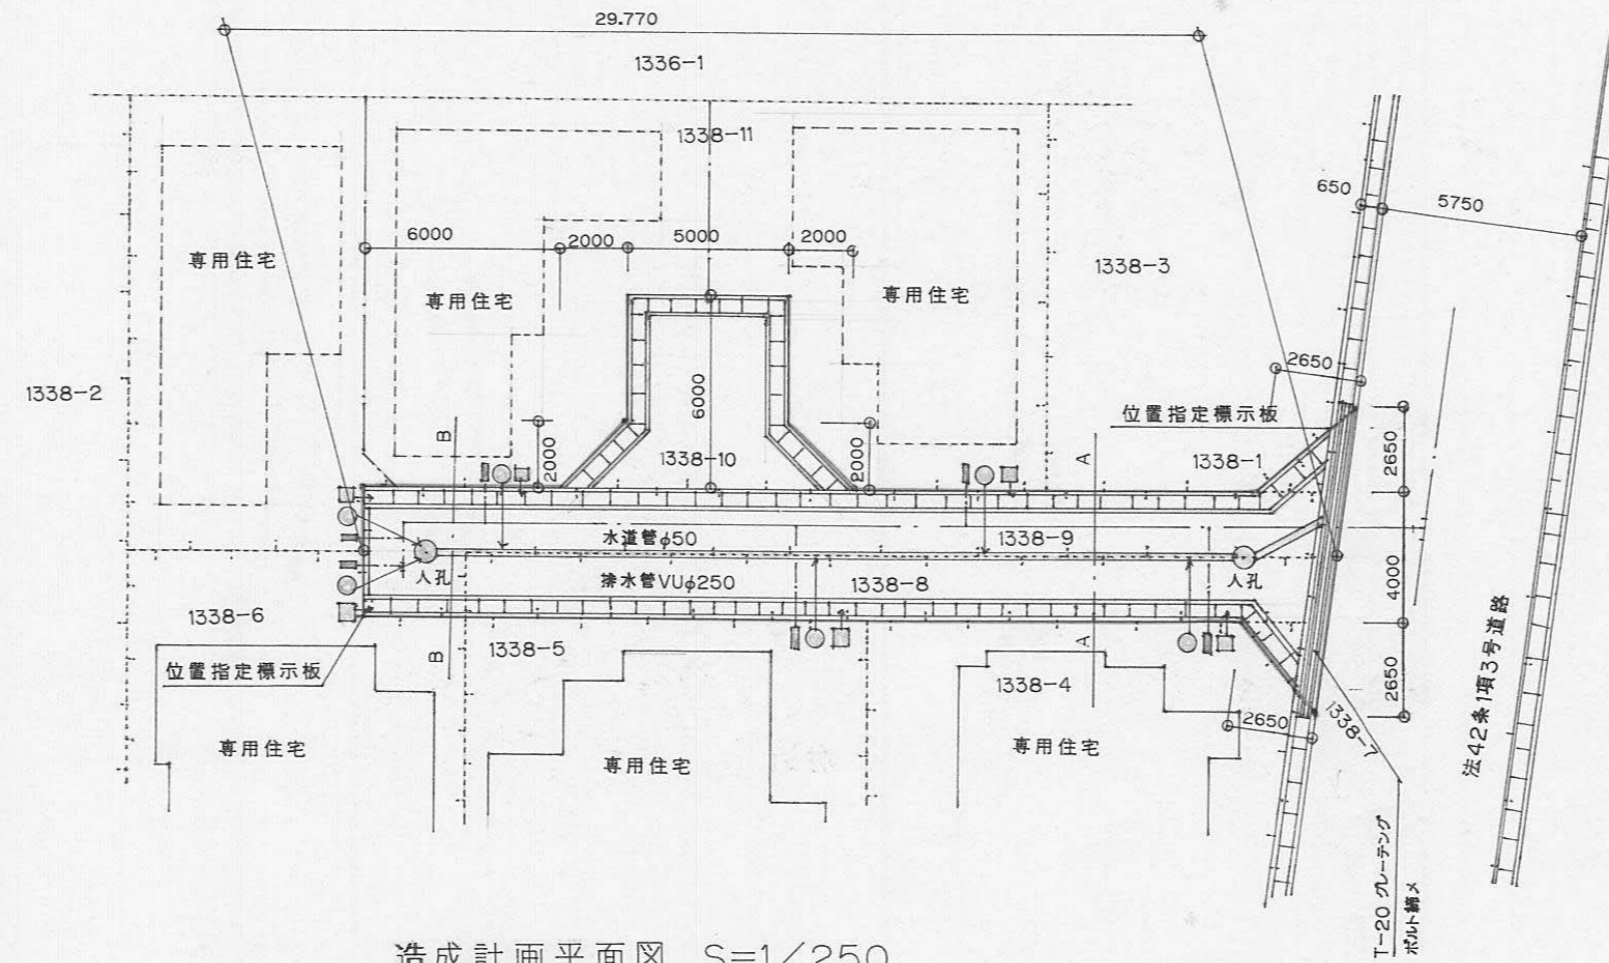 29.770
1336-1
1338-11
650
5750
6000
2000
5000
2000
専用住宅
専用住宅
専用住宅
1338-3
1338-2
2650
6000
位置指定標示板
B
2000
1338-10
2000
A
1338-1
2650
水道管φ50
1338-9
人孔
排水管VUφ250
1338-8
人孔
4000
1338-6
B
1338-5
A
位置指定標示板
1338-4
2650
2650
1338-7
専用住宅
専用住宅
専用住宅
法42条1項3号道路
T-20 グレーチング
ボルト締メ
造成計画平面図 S=1/250